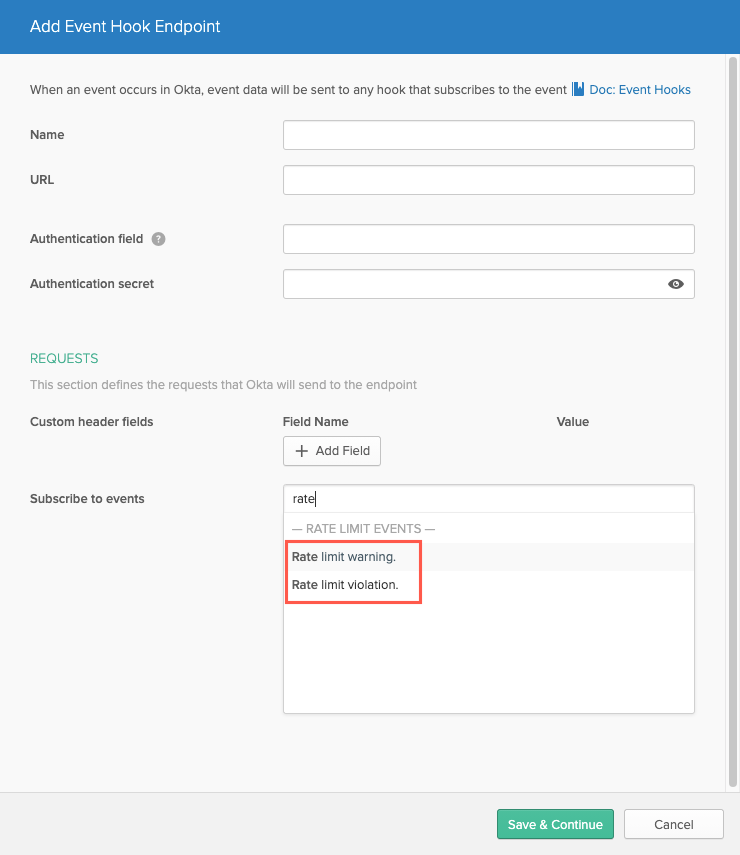 Add Event Hook Endpoint
When an event occurs in Okta, event data will be sent to any hook that subscribes to the event Doc: Event Hooks
Name
URL
Authentication field ?
Authentication secret
REQUESTS
This section defines the requests that Okta will send to the endpoint
Custom header fields Field Name Value
+ Add Field
Subscribe to events rate
— RATE LIMIT EVENTS —
Rate limit warning.
Rate limit violation.
Save & Continue Cancel